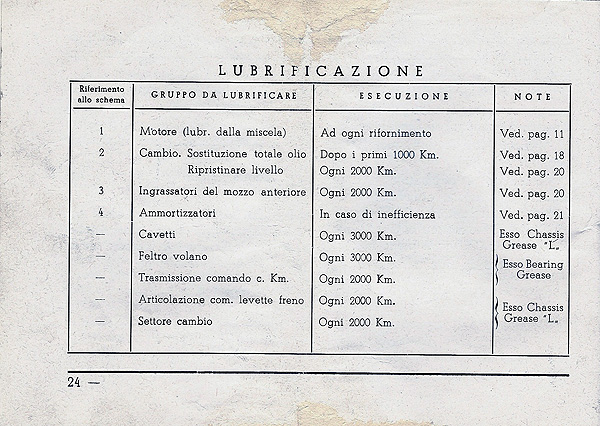 LUBRIFICAZIONE
Riferimento allo schema | GRUPPO DA LUBRIFICARE | ESECUZIONE | NOTE
1 | Motore (lubr. dalla miscela) | Ad ogni rifornimento | Ved. pag. 11
2 | Cambio. Sostituzione totale olio | Dopo i primi 1000 Km. | Ved. pag. 18
Ripristinare livello | Ogni 2000 Km. | Ved. pag. 20
3 | Ingrassatori del mozzo anteriore | Ogni 2000 Km. | Ved. pag. 20
4 | Ammortizzatori | In caso di inefficienza | Ved. pag. 21
— | Cavetti | Ogni 3000 Km. | Esso Chassis Grease "L„
— | Feltro volano | Ogni 3000 Km. | Esso Bearing Grease
— | Trasmissione comando c. Km. | Ogni 2000 Km.
— | Articolazione com. levette freno | Ogni 2000 Km. | Esso Chassis Grease "L„
— | Settore cambio | Ogni 2000 Km.
24 —